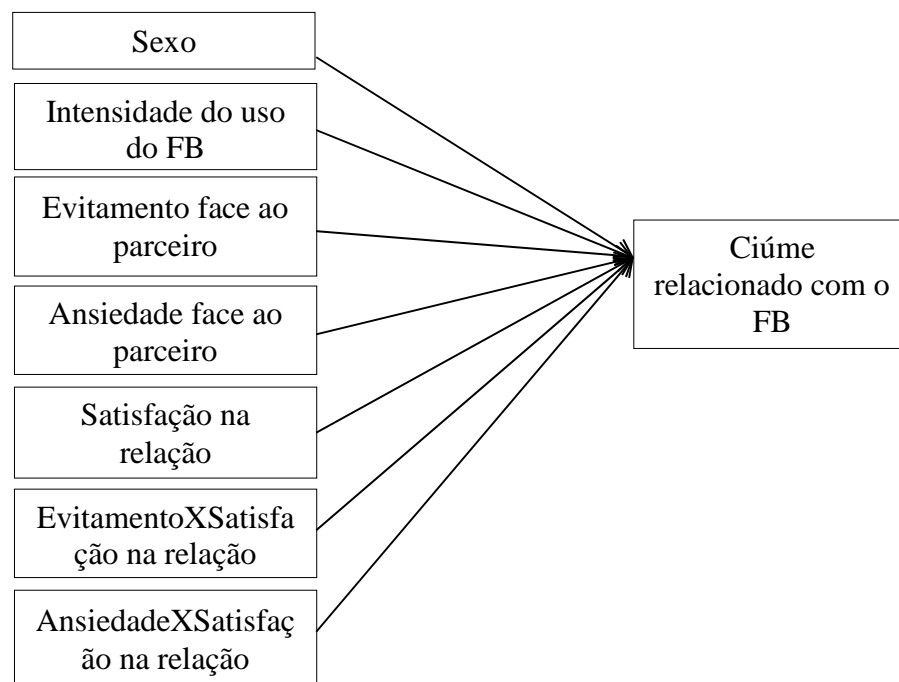 Sexo
Intensidade do uso
do FB
Evitamento face ao
parceiro
Ansiedade face ao
parceiro
Satisfação na
relação
EvitamentoXSatisfa
ção na relação
AnsiedadeXSatisfaç
ão na relação
Ciúme
relacionado com o
FB